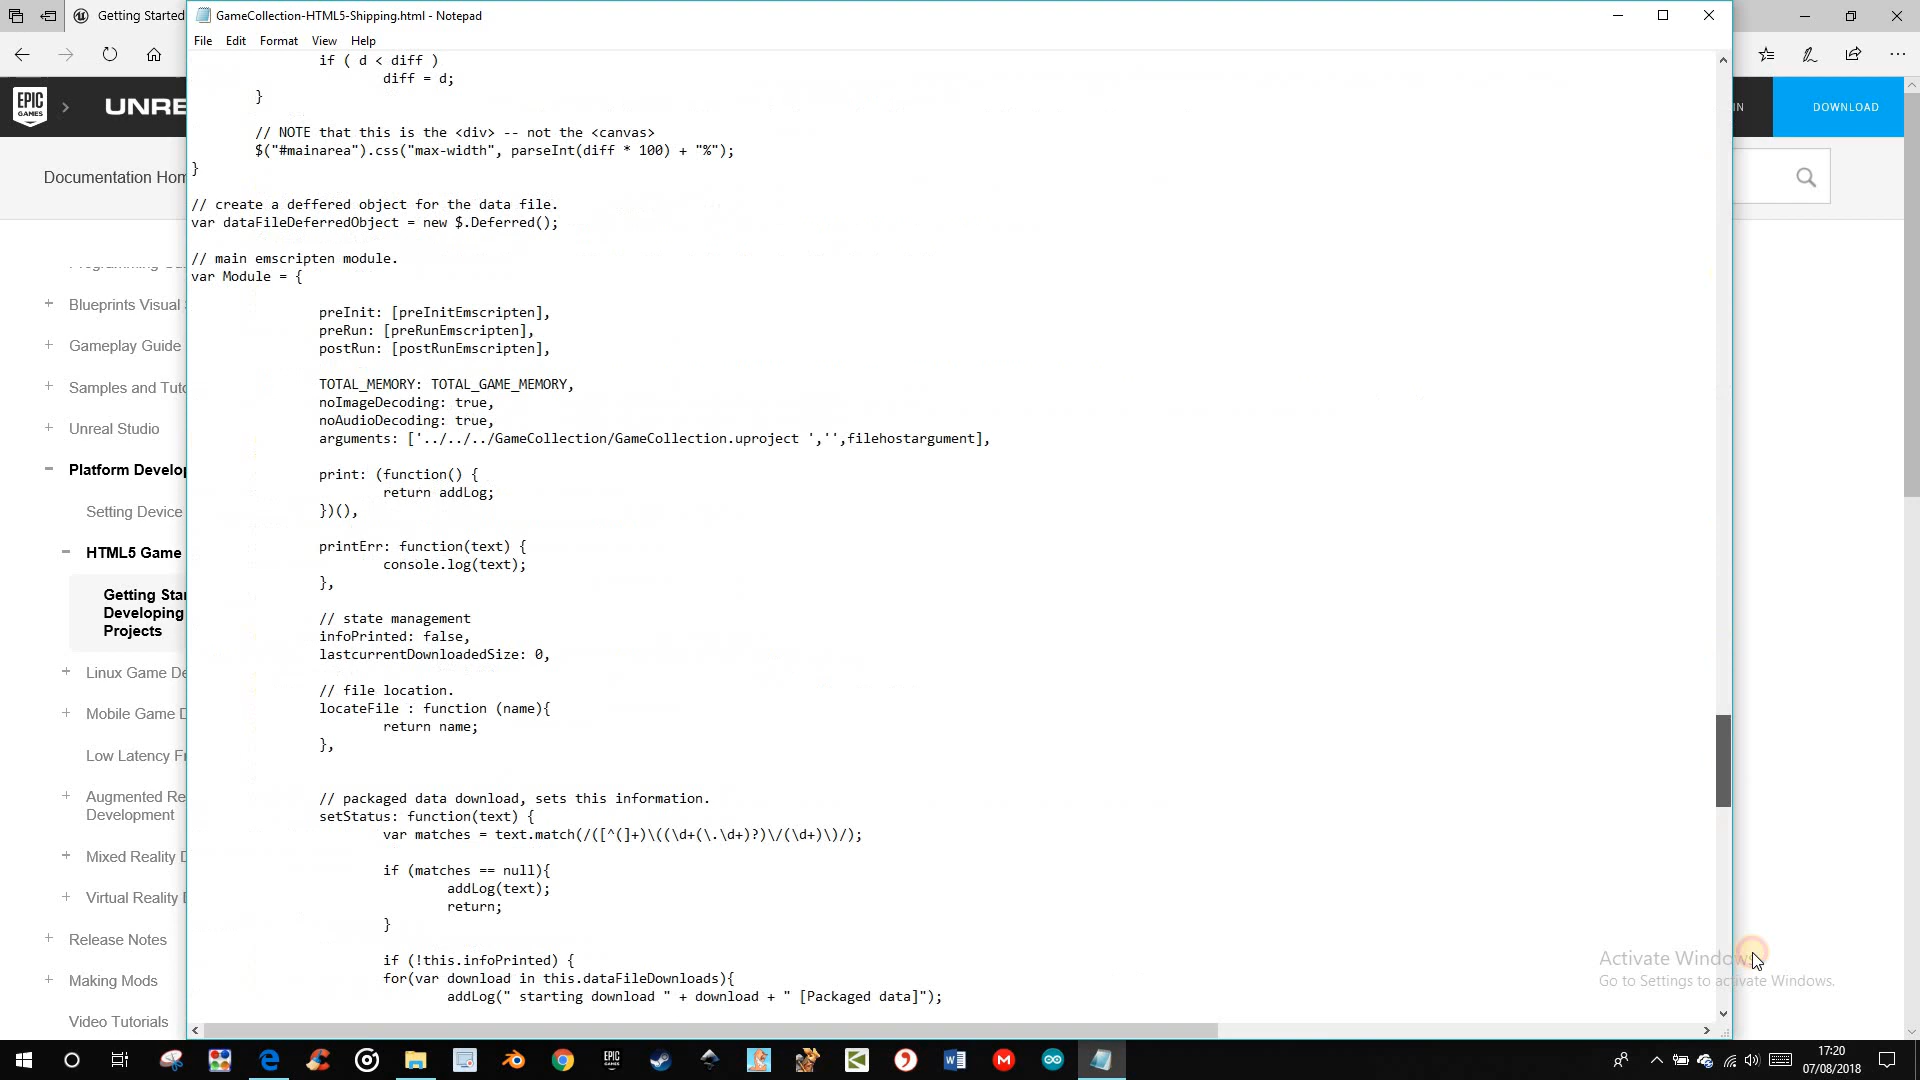 Getting Started
GameCollection-HTML5-Shipping.html - Notepad
File Edit Format View Help
EPIC GAMES
UNRE
IN
DOWNLOAD
Documentation Hom
Blueprints Visual
Gameplay Guide
Samples and Tuto
Unreal Studio
Platform Develop
Setting Device
HTML5 Game
Getting Star
Developing
Projects
Linux Game De
Mobile Game D
Low Latency Fr
Augmented Re
Development
Mixed Reality D
Virtual Reality D
Release Notes
Making Mods
Video Tutorials
if ( d < diff )
diff = d;
}
// NOTE that this is the <div> -- not the <canvas>
$("#mainarea").css("max-width", parseInt(diff * 100) + "%");
}
// create a deffered object for the data file.
var dataFileDeferredObject = new $.Deferred();
// main emscripten module.
var Module = {
preInit: [preInitEmscripten],
preRun: [preRunEmscripten],
postRun: [postRunEmscripten],
TOTAL_MEMORY: TOTAL_GAME_MEMORY,
noImageDecoding: true,
noAudioDecoding: true,
arguments: ['../../../GameCollection/GameCollection.uproject ','',filehostargument],
print: (function() {
return addLog;
})(),
printErr: function(text) {
console.log(text);
},
// state management
infoPrinted: false,
lastcurrentDownloadedSize: 0,
// file location.
locateFile : function (name){
return name;
},
// packaged data download, sets this information.
setStatus: function(text) {
var matches = text.match(/([^(]+)\((\d+(\.\d+)?)\/(\d+)\)/);
if (matches == null){
addLog(text);
return;
}
if (!this.infoPrinted) {
for(var download in this.dataFileDownloads){
addLog(" starting download " + download + " [Packaged data]");
Activate Windows
Go to Settings to activate Windows.
EPIC GAMES
17:20
07/08/2018